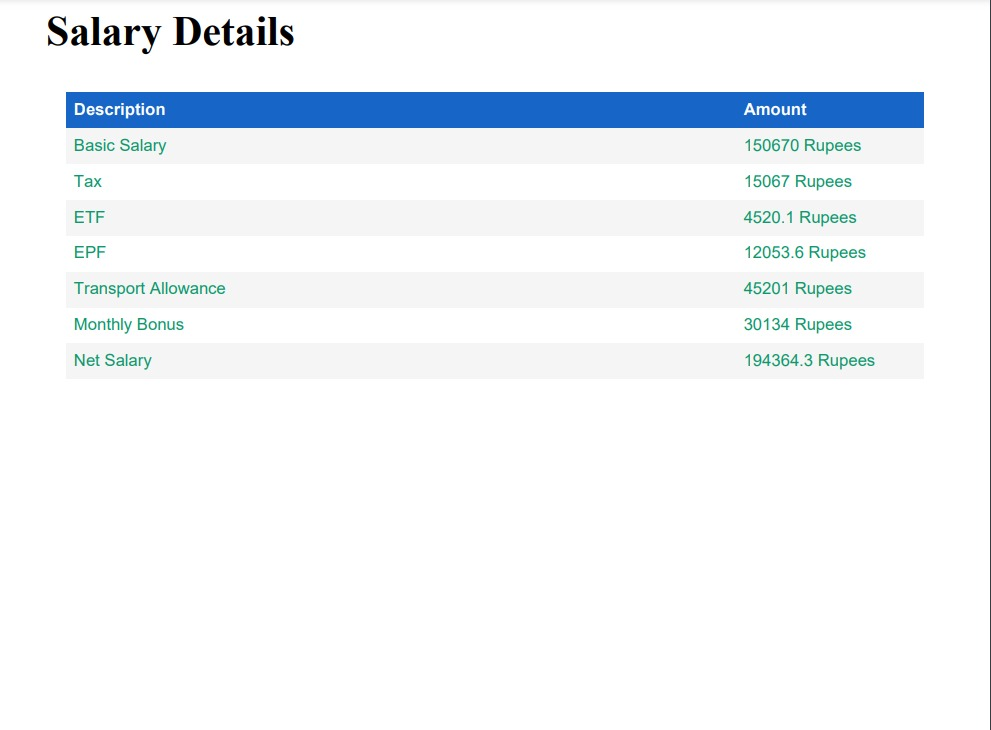 Salary Details
Description Amount
Basic Salary 150670 Rupees
Tax 15067 Rupees
ETF 4520.1 Rupees
EPF 12053.6 Rupees
Transport Allowance 45201 Rupees
Monthly Bonus 30134 Rupees
Net Salary 194364.3 Rupees